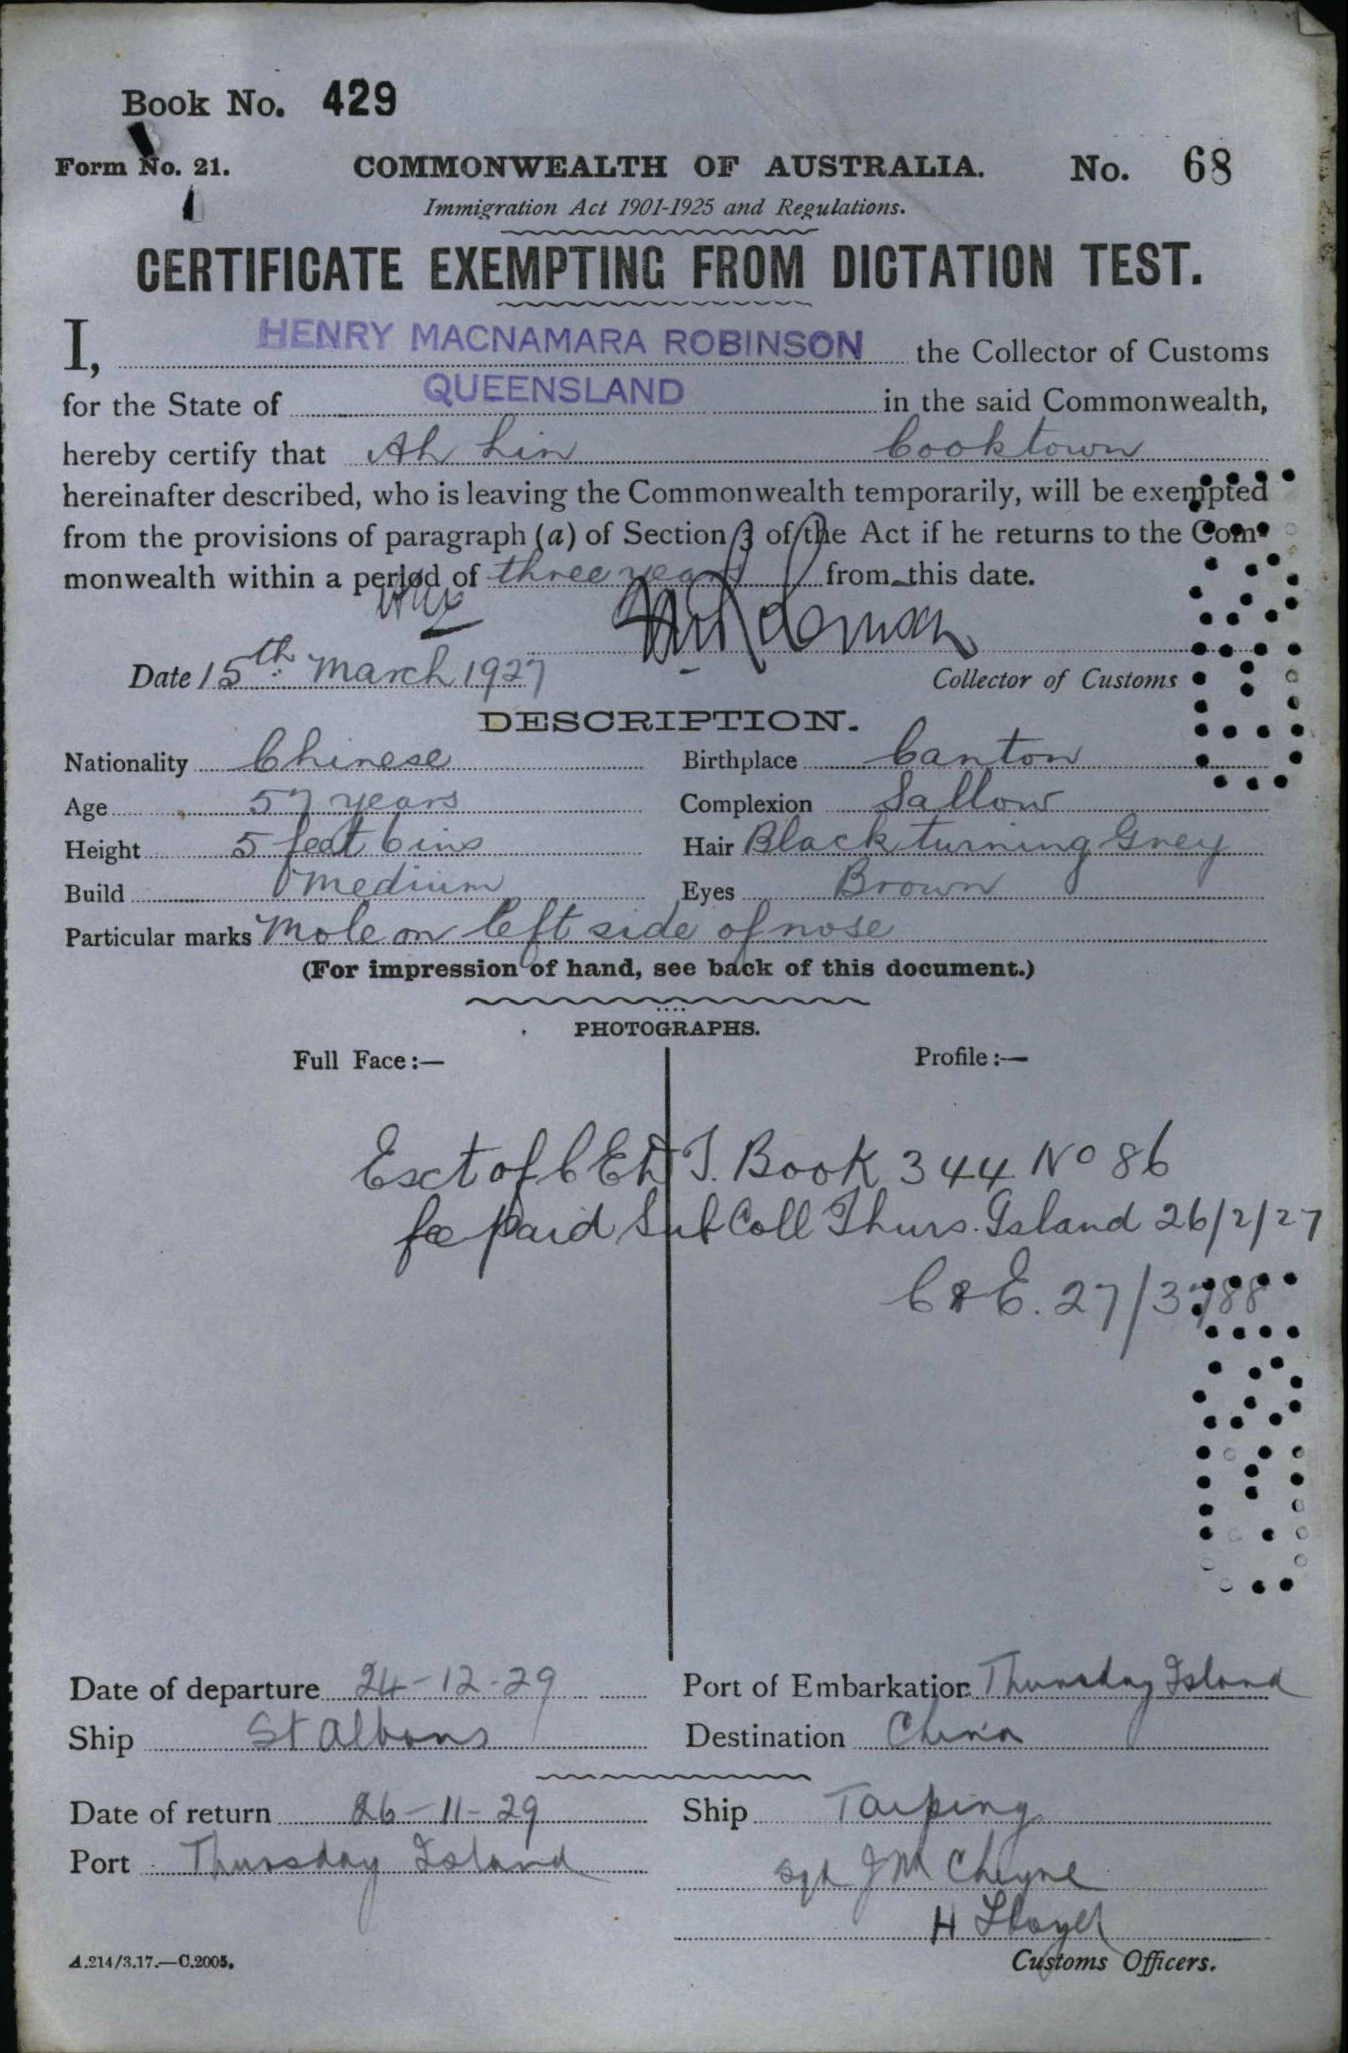 Book No. 429
Form No. 21. COMMONWEALTH OF AUSTRALIA. No. 68
Immigration Act 1901-1925 and Regulations.
CERTIFICATE EXEMPTING FROM DICTATION TEST.
I, HENRY MACNAMARA ROBINSON the Collector of Customs
for the State of QUEENSLAND in the said Commonwealth,
hereby certify that Ah Lin Cooktown
hereinafter described, who is leaving the Commonwealth temporarily, will be exempted
from the provisions of paragraph (a) of Section 3 of the Act if he returns to the Com-
monwealth within a period of three years from this date.
Date 15th March 1927 Collector of Customs
DESCRIPTION.
Nationality Chinese Birthplace Canton
Age 57 years Complexion Sallow
Height 5 feet 6 ins Hair Black turning Grey
Build Medium Eyes Brown
Particular marks Mole on left side of nose
(For impression of hand, see back of this document.)
PHOTOGRAPHS.
Full Face:— Profile:—
Exct of C E D T. Book 344 No 86
fee paid Sub Coll Thurs. Island 26/2/27
C & E. 27/3788
Date of departure 24-12-29 Port of Embarkation Thursday Island
Ship St Albans Destination China
Date of return 26-11-29 Ship Taiping
Port Thursday Island sgd J M Cheyne
H Lloyd
A.214/3.17.—C.2005. Customs Officers.